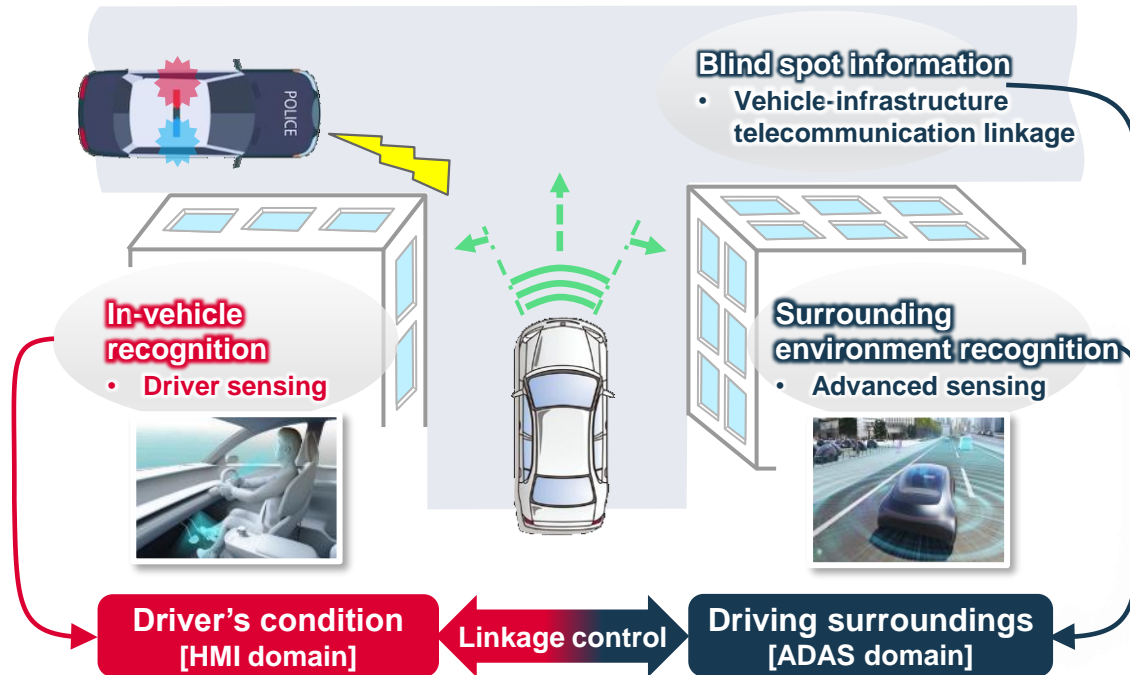 POLICE
Blind spot information
• Vehicle-infrastructure
telecommunication linkage
In-vehicle
recognition
• Driver sensing
Surrounding
environment recognition
• Advanced sensing
Driver's condition
[HMI domain]
Linkage control
Driving surroundings
[ADAS domain]